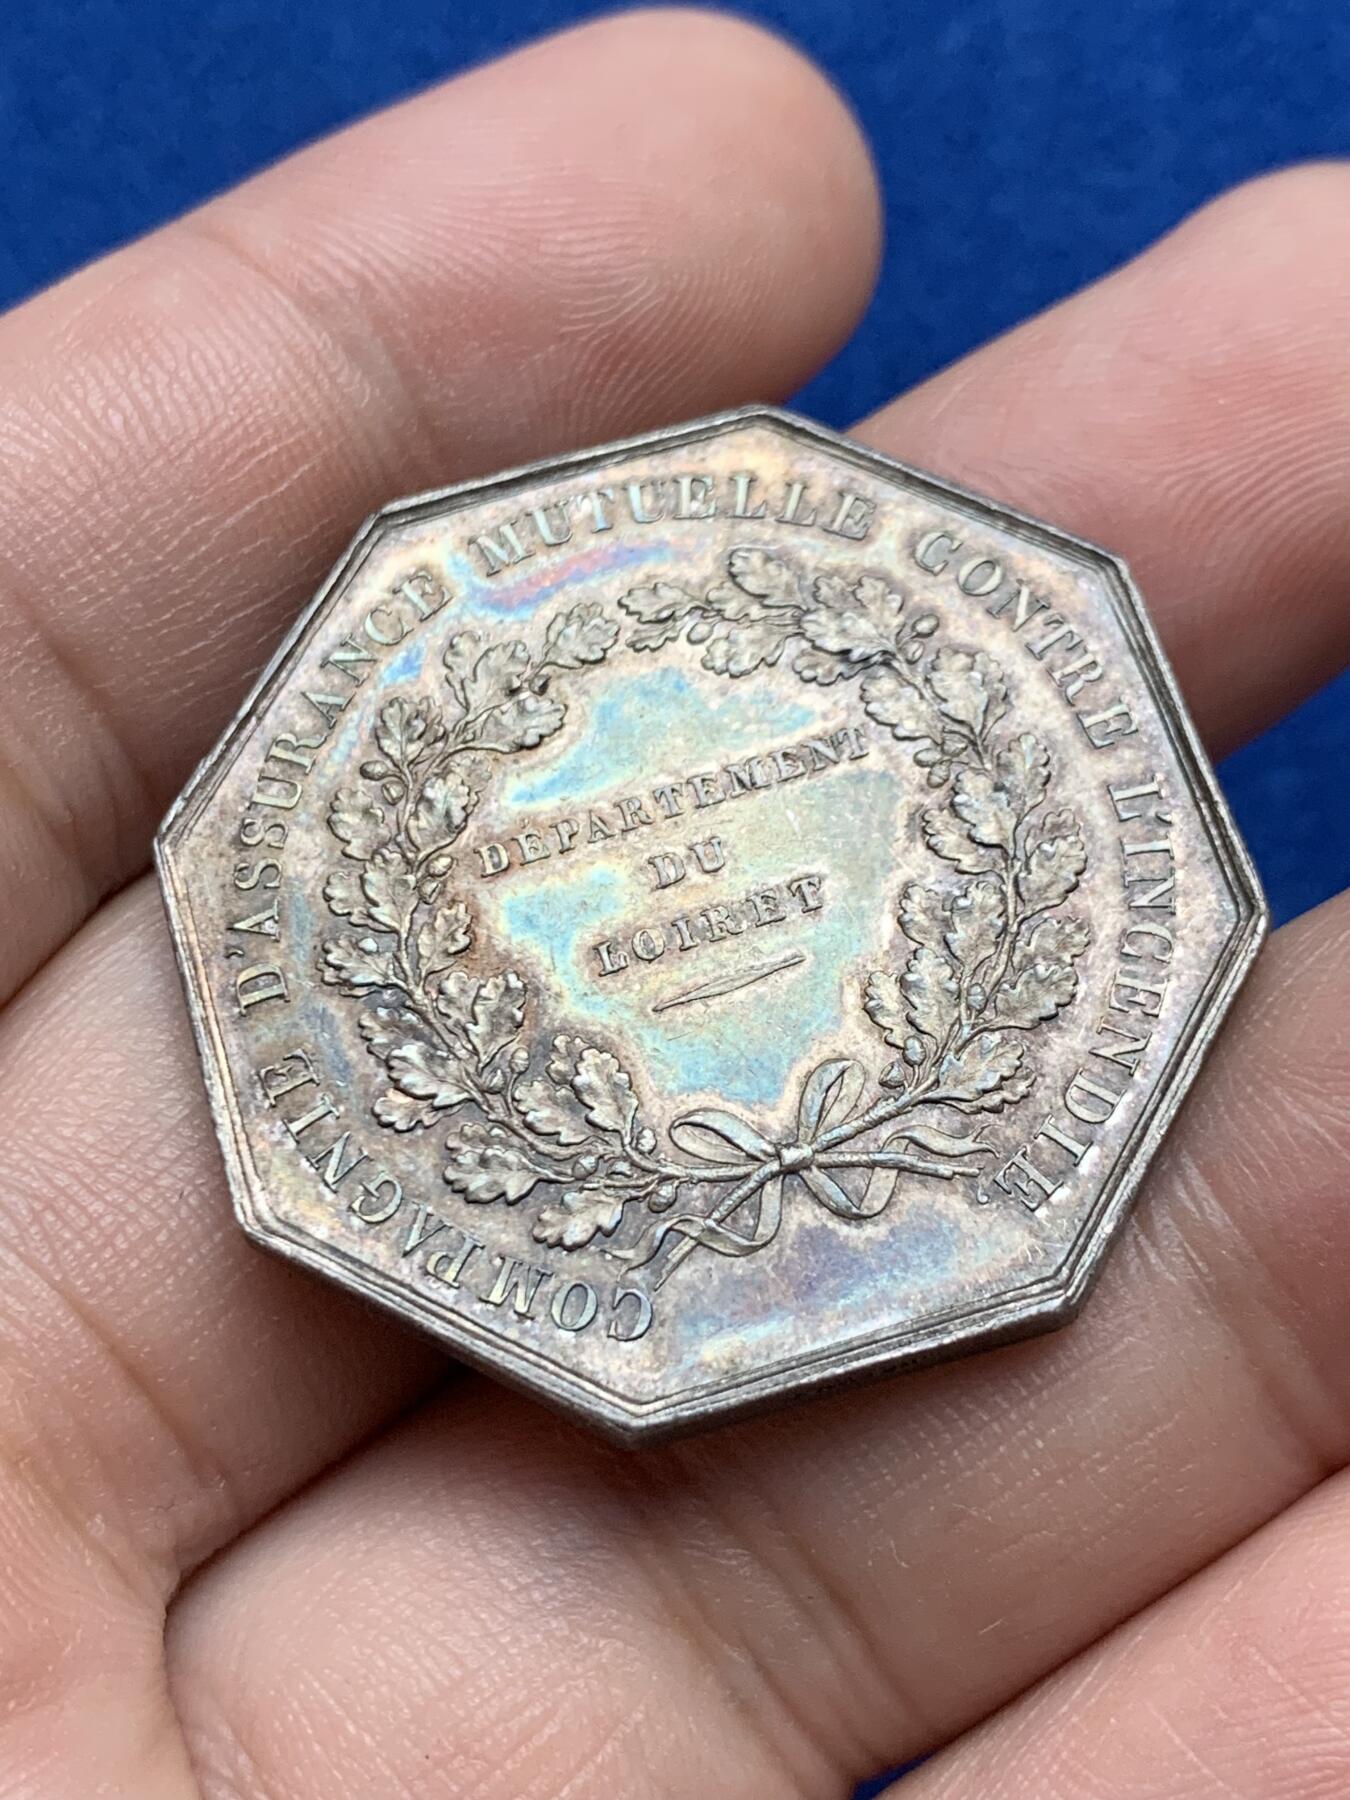 COMPAGNIE D'ASSURANCE MUTUELLE CONTRE L'INCENDIE.
DÉPARTEMENT
DU
LOIRET